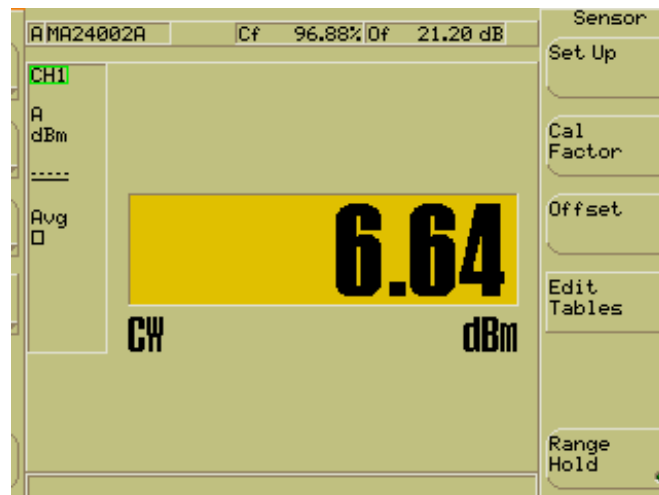 A MA24002A Cf 96.88% Of 21.20 dB
CH1
A
dBm
-----
Avg
6.64
CW dBm
Sensor
Set Up
Cal
Factor
Offset
Edit
Tables
Range
Hold